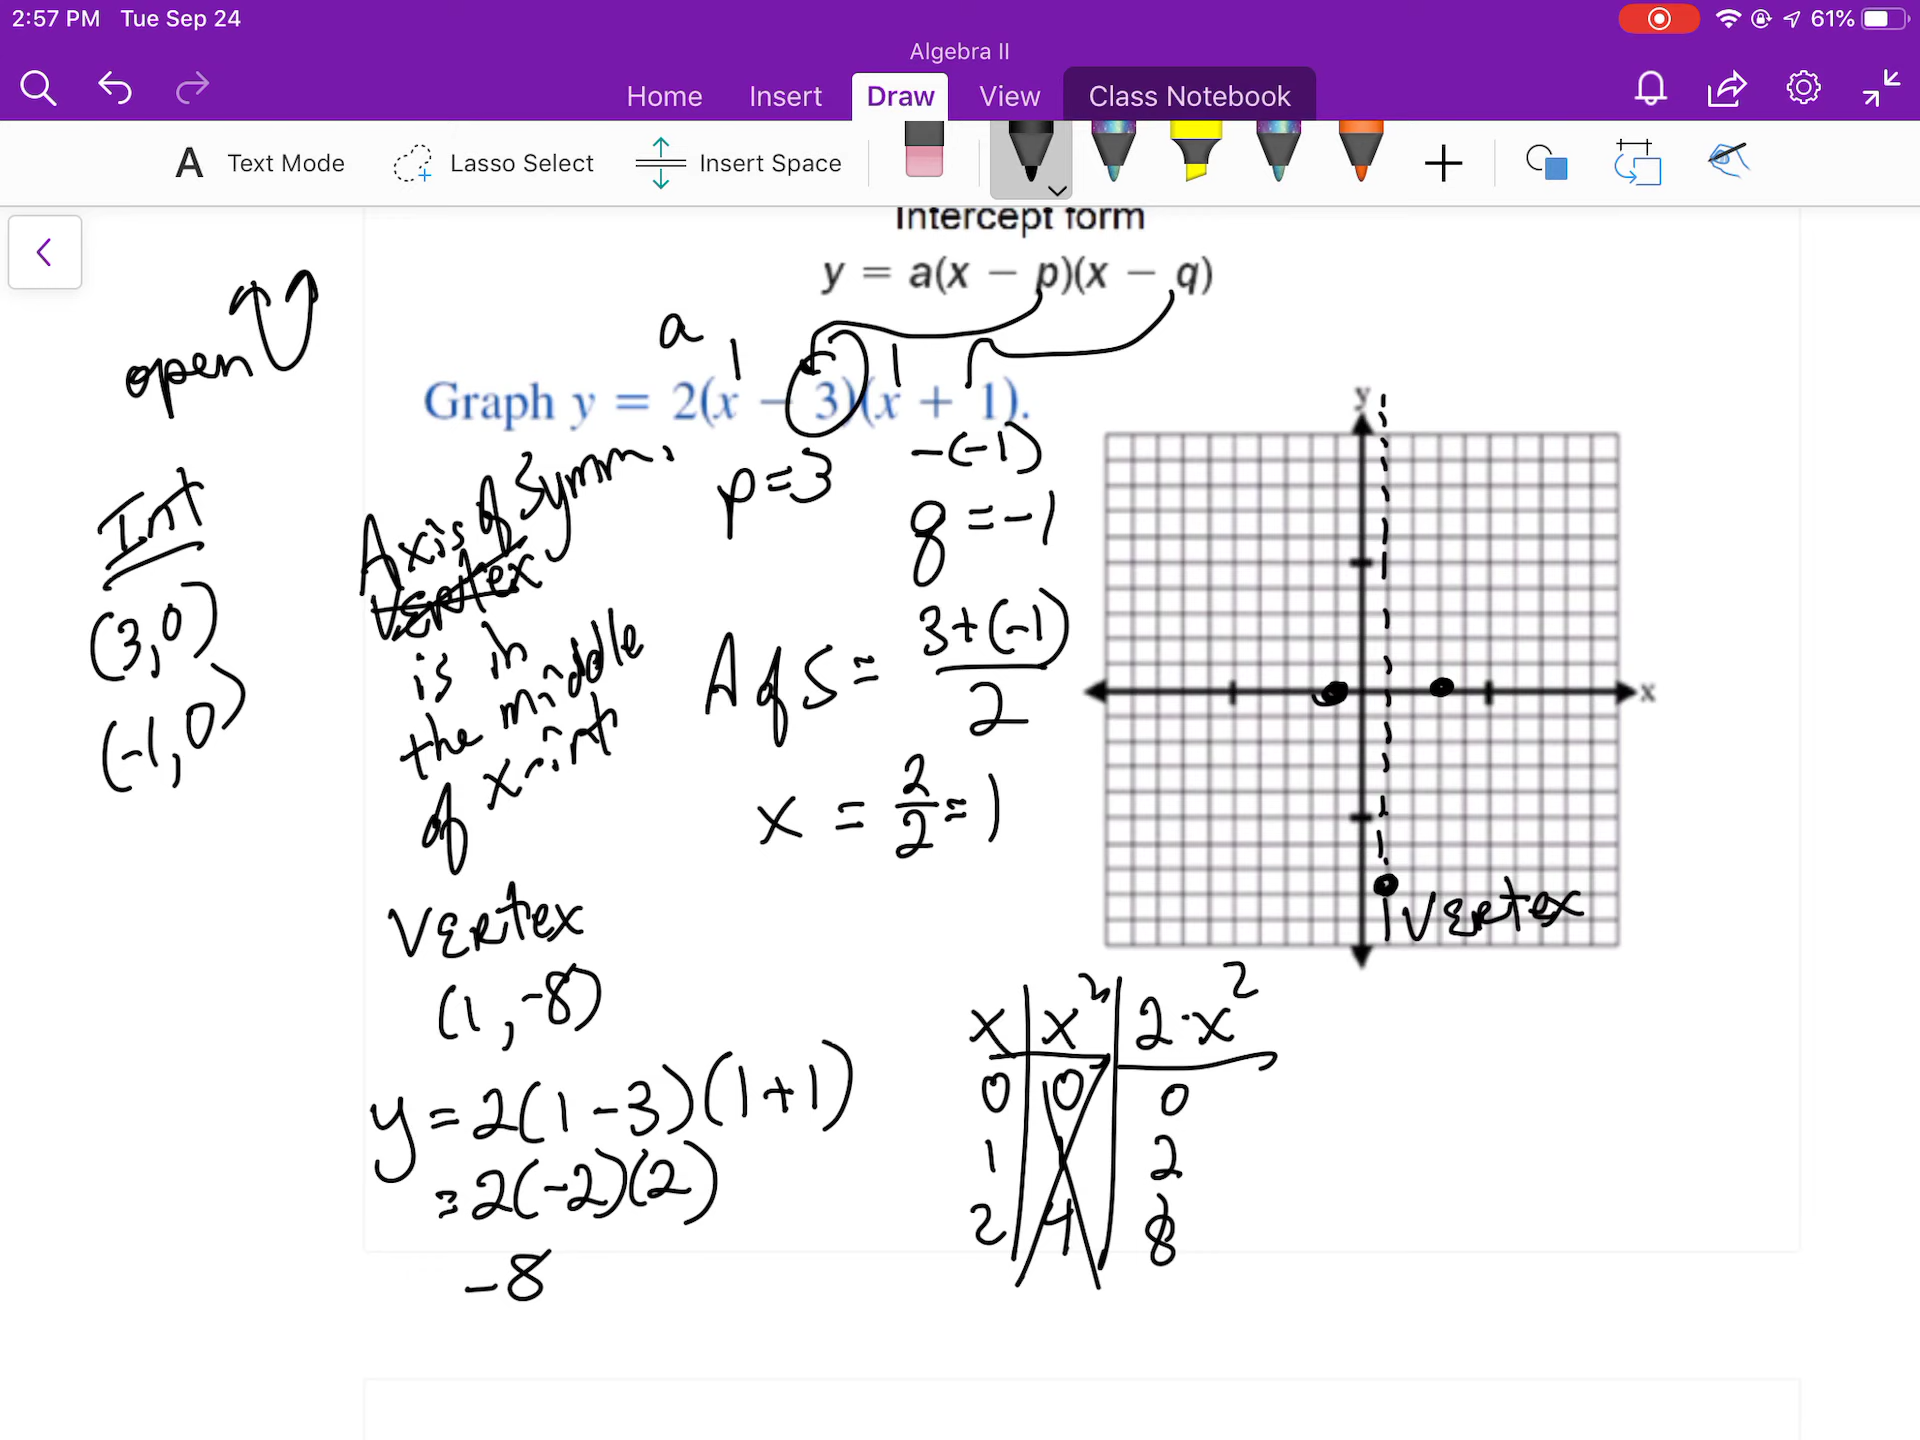 2:57 PM Tue Sep 24
61%
Algebra II
Home Insert Draw View Class Notebook
A Text Mode Lasso Select Insert Space
Intercept form
y = a(x − p)(x − q)
open
a
1 1
Graph y = 2(x − 3)(x + 1).
Int
(3,0)
(-1,0)
Axis of Symm.
Vertex
is in
the middle
of x-int
p=3
-(-1)
q=-1
A of S = 3+(-1)
2
x = 2/2 = 1
y
x
Vertex
Vertex
(1,-8)
y = 2(1-3)(1+1)
= 2(-2)(2)
-8
x x² 2·x²
0 0 0
1 2
2 4 8